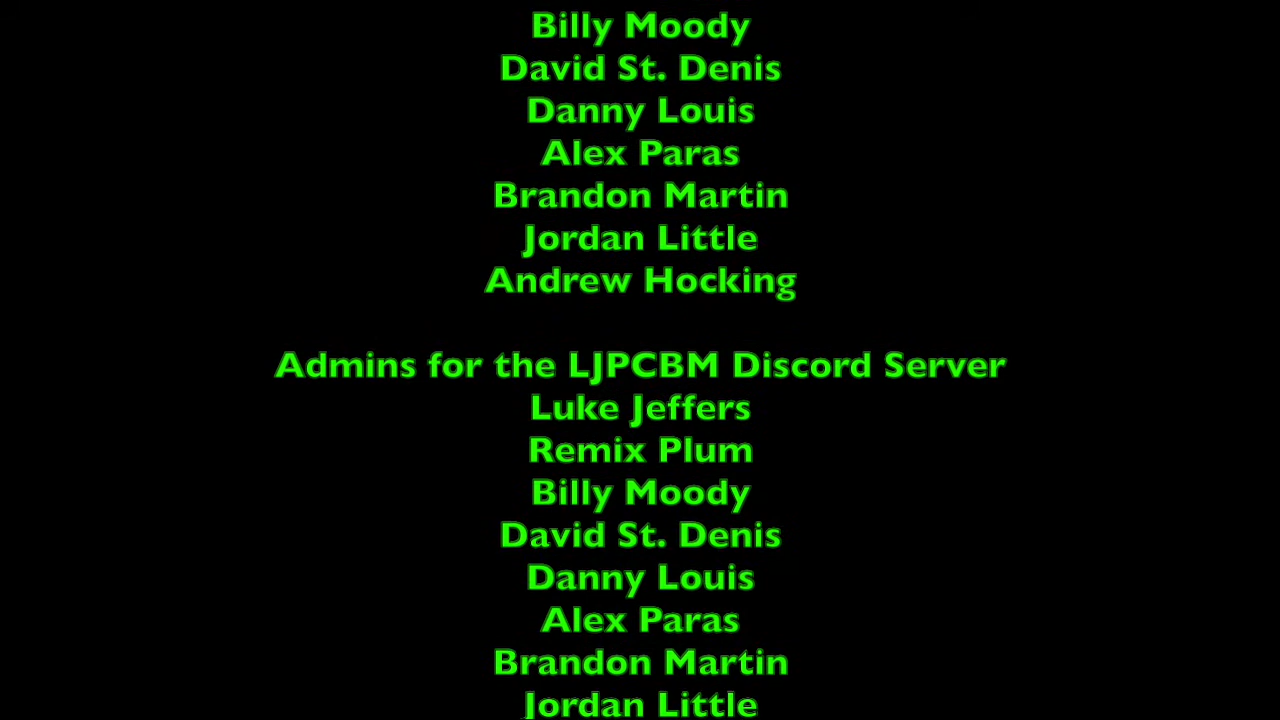 Billy Moody
David St. Denis
Danny Louis
Alex Paras
Brandon Martin
Jordan Little
Andrew Hocking
Admins for the LJPCBM Discord Server
Luke Jeffers
Remix Plum
Billy Moody
David St. Denis
Danny Louis
Alex Paras
Brandon Martin
Jordan Little